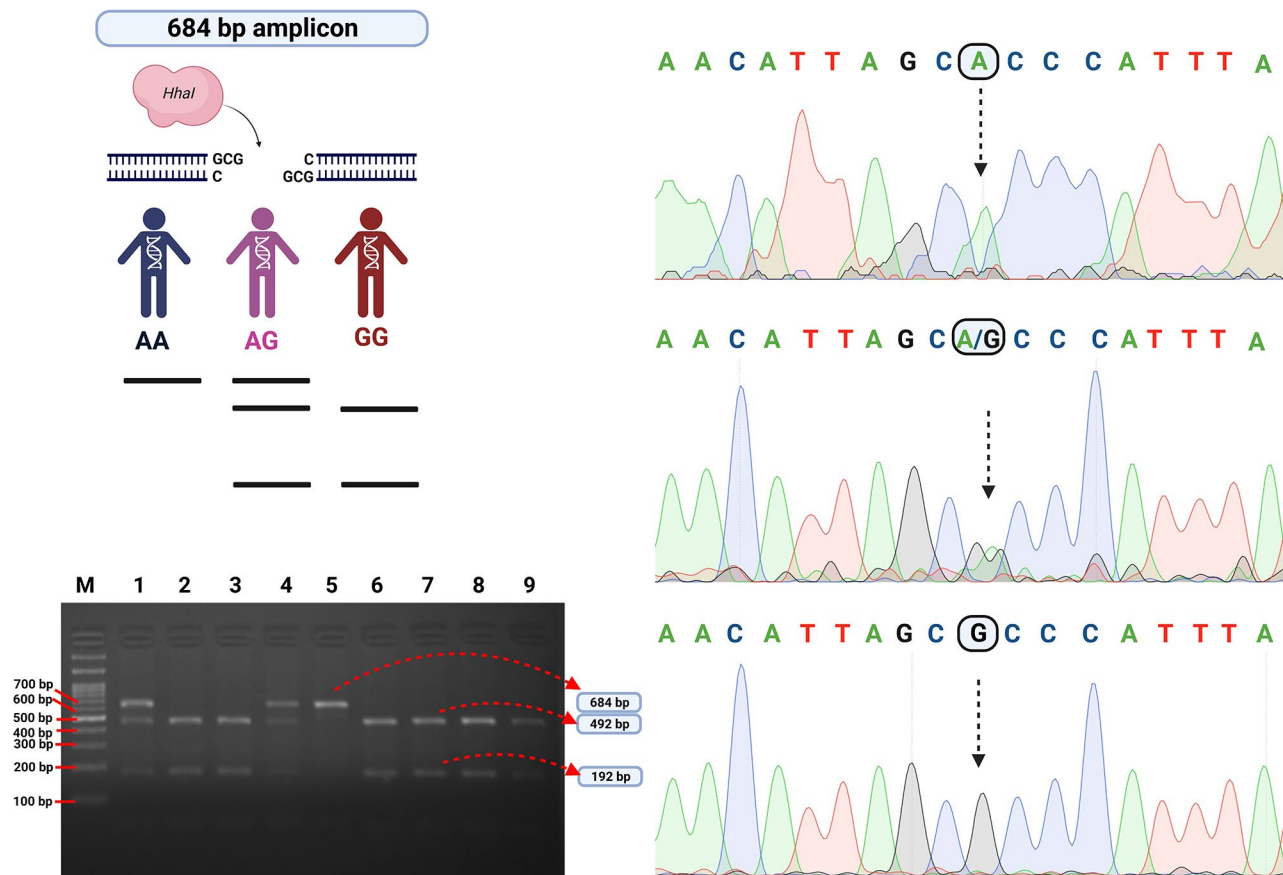 684 bp amplicon
HhaI
GCG
C
C
GCG
AA
AG
GG
M 1 2 3 4 5 6 7 8 9
700 bp
600 bp
500 bp
400 bp
300 bp
200 bp
100 bp
684 bp
492 bp
192 bp
A A C A T T A G C A C C C A T T T A
A A C A T T A G C A/G C C C A T T T A
A A C A T T A G C G C C C A T T T A